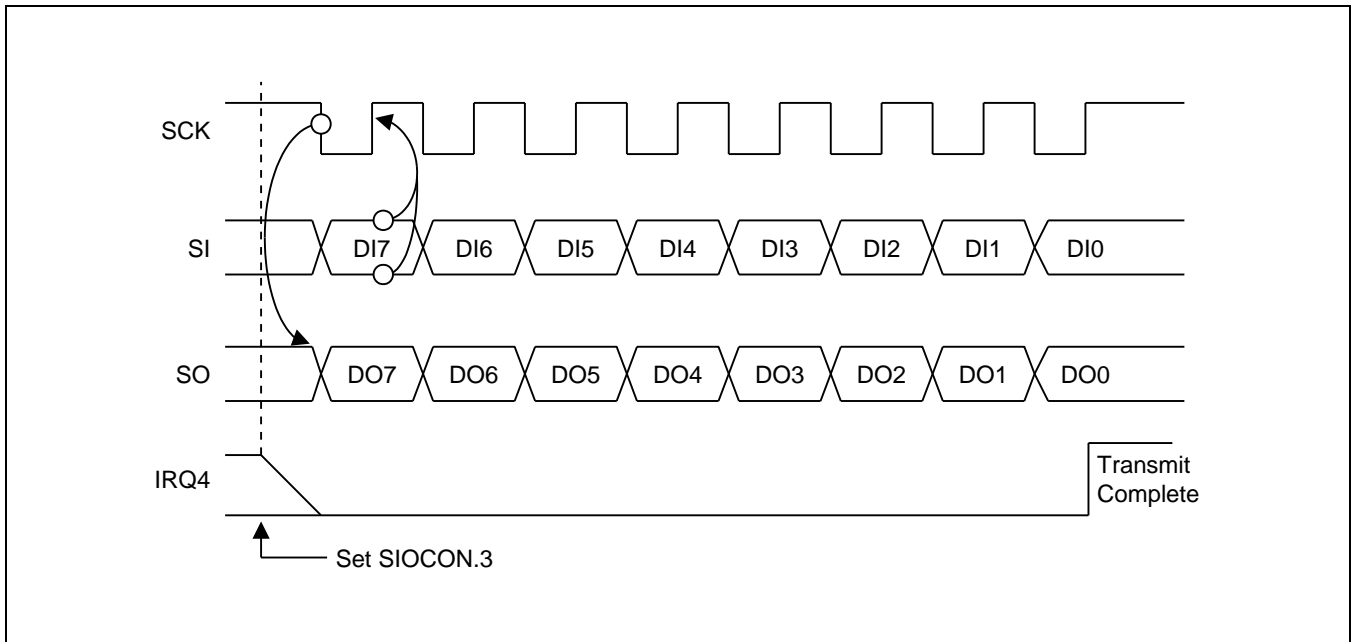 SCK
SI
DI7 DI6 DI5 DI4 DI3 DI2 DI1 DI0
SO
DO7 DO6 DO5 DO4 DO3 DO2 DO1 DO0
IRQ4
Transmit
Complete
Set SIOCON.3